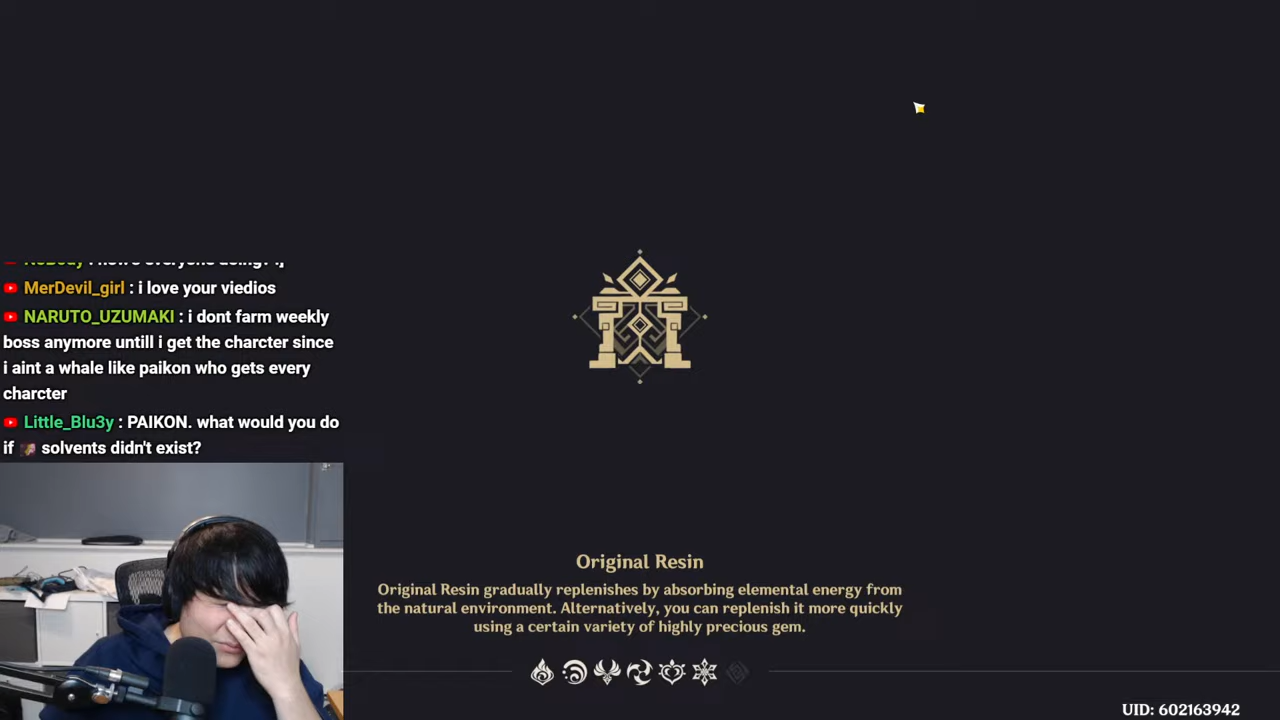 MerDevil_girl : i love your viedios
NARUTO_UZUMAKI : i dont farm weekly
boss anymore untill i get the charcter since
i aint a whale like paikon who gets every
charcter
Little_Blu3y : PAIKON. what would you do
if solvents didn't exist?
Original Resin
Original Resin gradually replenishes by absorbing elemental energy from
the natural environment. Alternatively, you can replenish it more quickly
using a certain variety of highly precious gem.
UID: 602163942